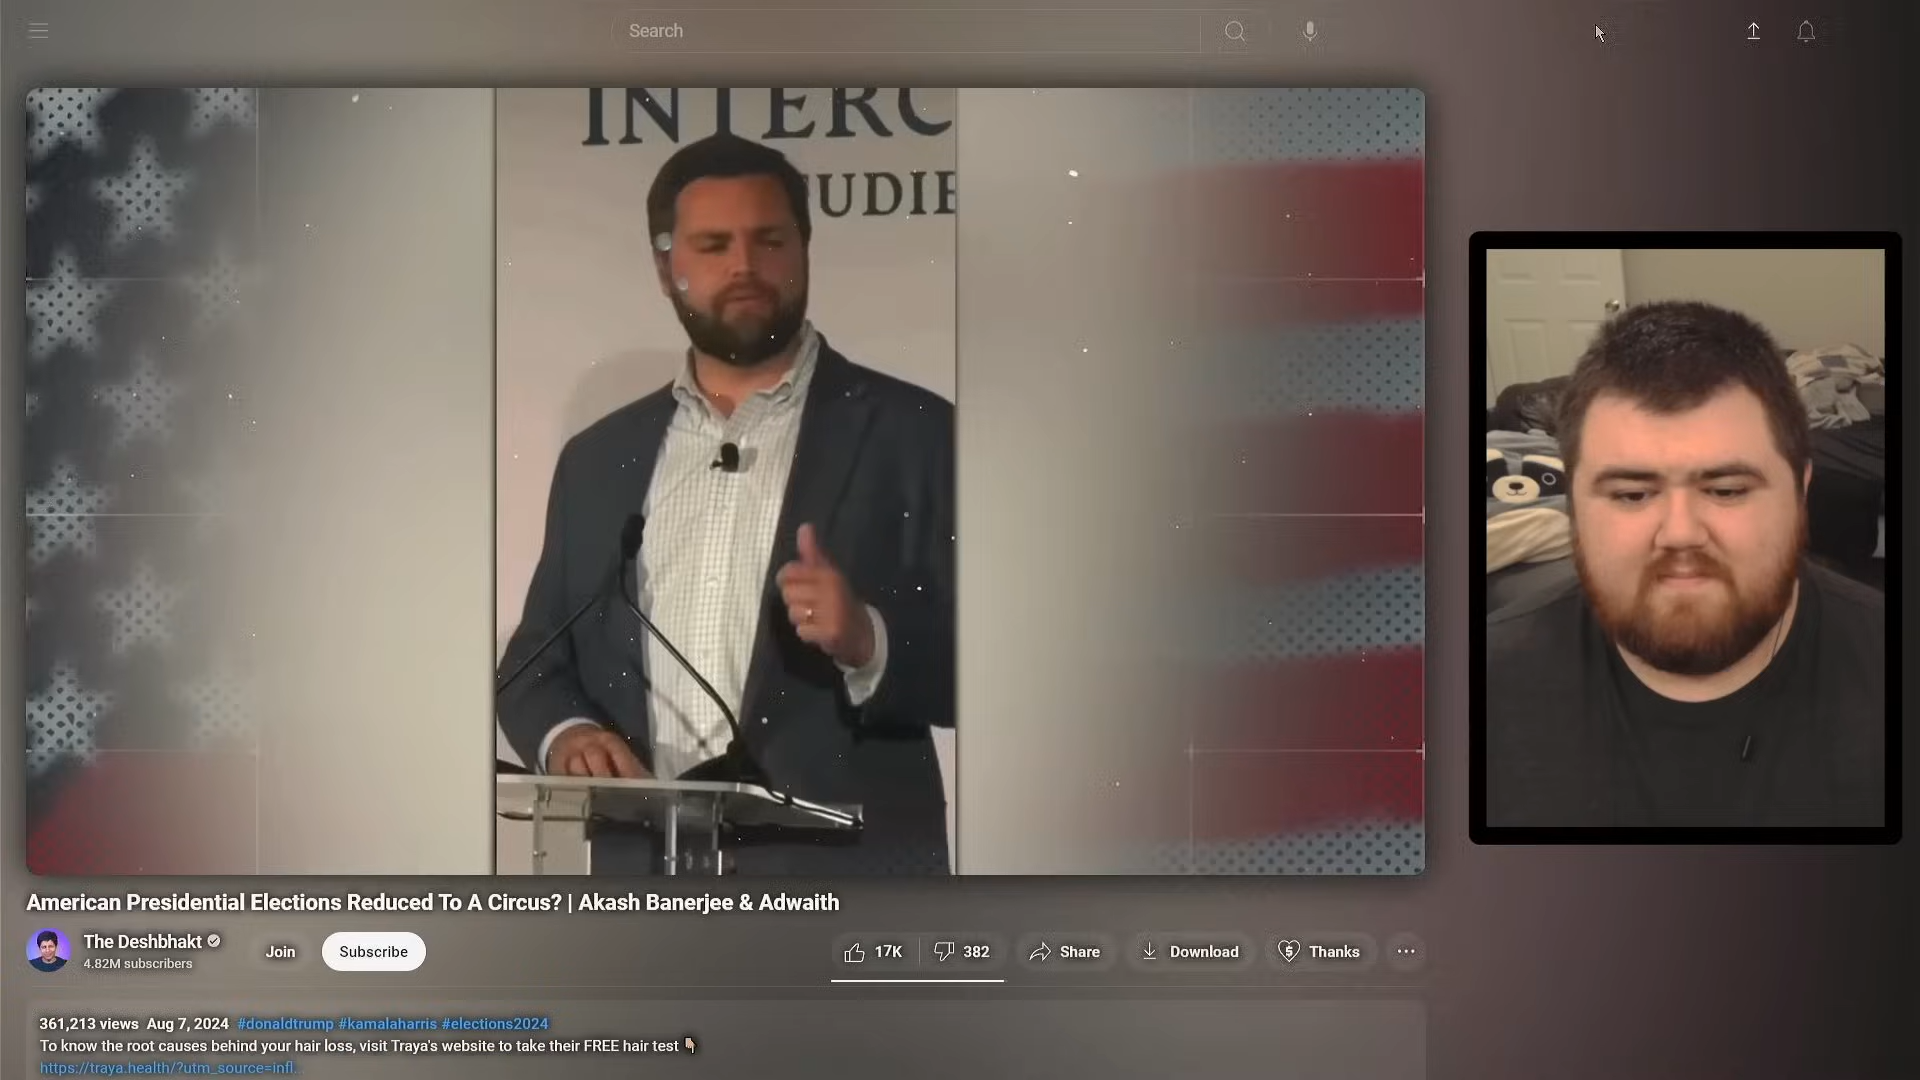 Search
INTERC
UDIE
American Presidential Elections Reduced To A Circus? | Akash Banerjee & Adwaith
The Deshbhakt
4.82M subscribers
Join
Subscribe
17K
382
Share
Download
Thanks
361,213 views Aug 7, 2024 #donaldtrump #kamalaharris #elections2024
To know the root causes behind your hair loss, visit Traya's website to take their FREE hair test
https://traya.health/?utm_source=infl...